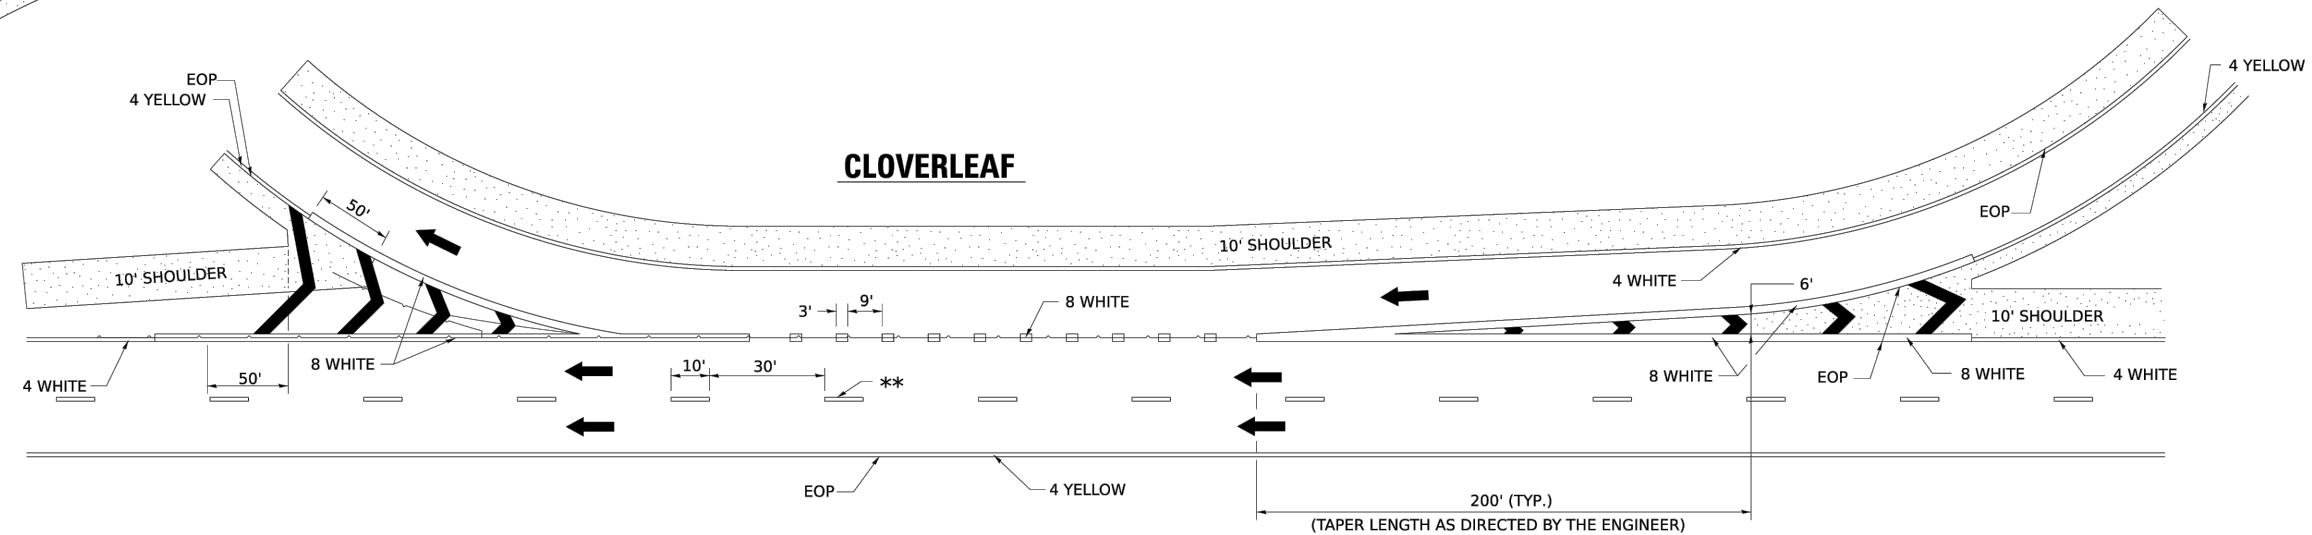 EOP
4 YELLOW
4 YELLOW
CLOVERLEAF
50'
EOP
10' SHOULDER
10' SHOULDER
4 WHITE
6'
3'
9'
8 WHITE
10' SHOULDER
8 WHITE
4 WHITE
50'
10'
30'
**
8 WHITE
EOP
8 WHITE
4 WHITE
EOP
4 YELLOW
200' (TYP.)
(TAPER LENGTH AS DIRECTED BY THE ENGINEER)